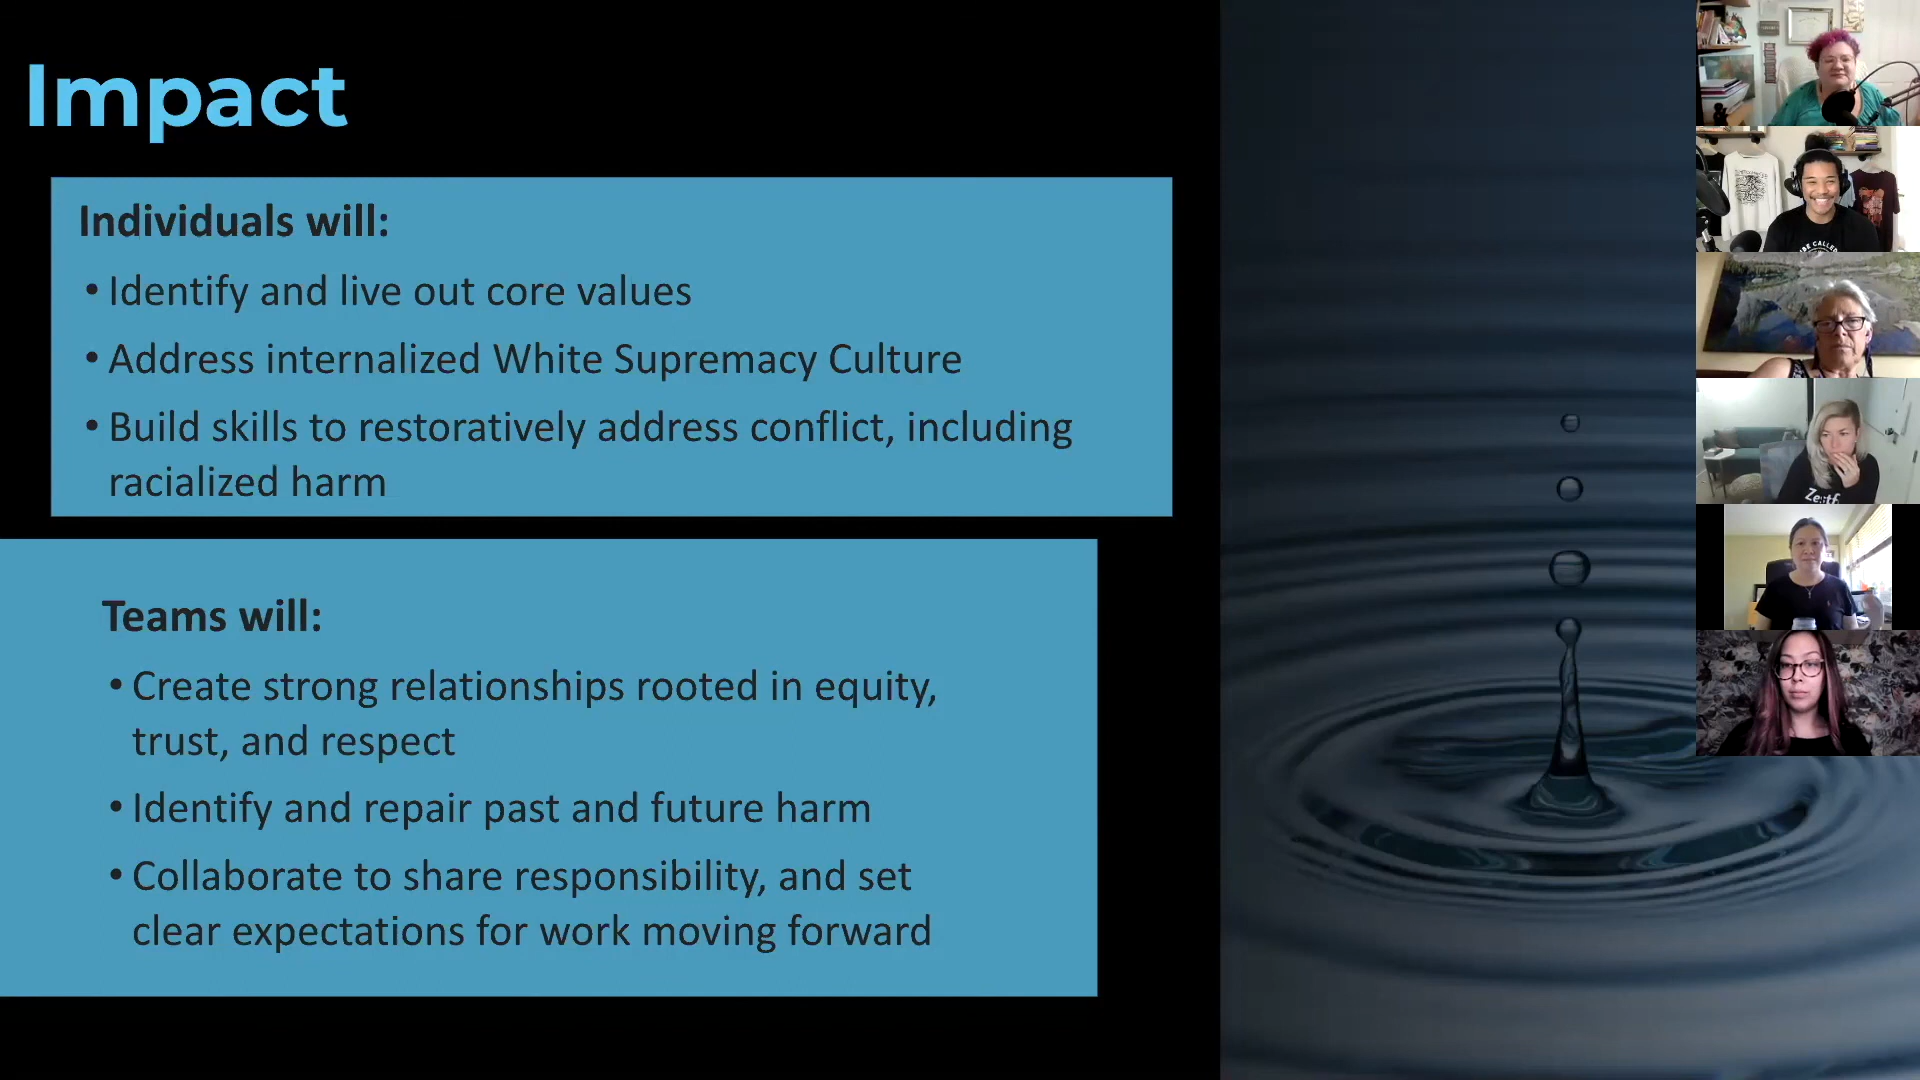 Impact
Individuals will:
• Identify and live out core values
• Address internalized White Supremacy Culture
• Build skills to restoratively address conflict, including
racialized harm
Teams will:
• Create strong relationships rooted in equity,
trust, and respect
• Identify and repair past and future harm
• Collaborate to share responsibility, and set
clear expectations for work moving forward
CALLED